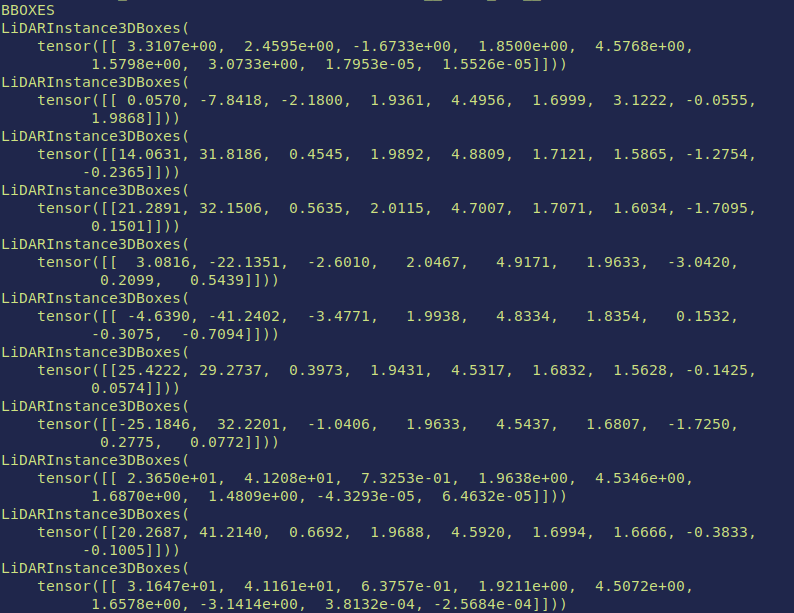 BBOXES
LiDARInstance3DBoxes(
tensor([[ 3.3107e+00, 2.4595e+00, -1.6733e+00, 1.8500e+00, 4.5768e+00,
1.5798e+00, 3.0733e+00, 1.7953e-05, 1.5526e-05]]))
LiDARInstance3DBoxes(
tensor([[ 0.0570, -7.8418, -2.1800, 1.9361, 4.4956, 1.6999, 3.1222, -0.0555,
1.9868]]))
LiDARInstance3DBoxes(
tensor([[14.0631, 31.8186, 0.4545, 1.9892, 4.8809, 1.7121, 1.5865, -1.2754,
-0.2365]]))
LiDARInstance3DBoxes(
tensor([[21.2891, 32.1506, 0.5635, 2.0115, 4.7007, 1.7071, 1.6034, -1.7095,
0.1501]]))
LiDARInstance3DBoxes(
tensor([[ 3.0816, -22.1351, -2.6010, 2.0467, 4.9171, 1.9633, -3.0420,
0.2099, 0.5439]]))
LiDARInstance3DBoxes(
tensor([[ -4.6390, -41.2402, -3.4771, 1.9938, 4.8334, 1.8354, 0.1532,
-0.3075, -0.7094]]))
LiDARInstance3DBoxes(
tensor([[25.4222, 29.2737, 0.3973, 1.9431, 4.5317, 1.6832, 1.5628, -0.1425,
0.0574]]))
LiDARInstance3DBoxes(
tensor([[-25.1846, 32.2201, -1.0406, 1.9633, 4.5437, 1.6807, -1.7250,
0.2775, 0.0772]]))
LiDARInstance3DBoxes(
tensor([[ 2.3650e+01, 4.1208e+01, 7.3253e-01, 1.9638e+00, 4.5346e+00,
1.6870e+00, 1.4809e+00, -4.3293e-05, 6.4632e-05]]))
LiDARInstance3DBoxes(
tensor([[20.2687, 41.2140, 0.6692, 1.9688, 4.5920, 1.6994, 1.6666, -0.3833,
-0.1005]]))
LiDARInstance3DBoxes(
tensor([[ 3.1647e+01, 4.1161e+01, 6.3757e-01, 1.9211e+00, 4.5072e+00,
1.6578e+00, -3.1414e+00, 3.8132e-04, -2.5684e-04]]))